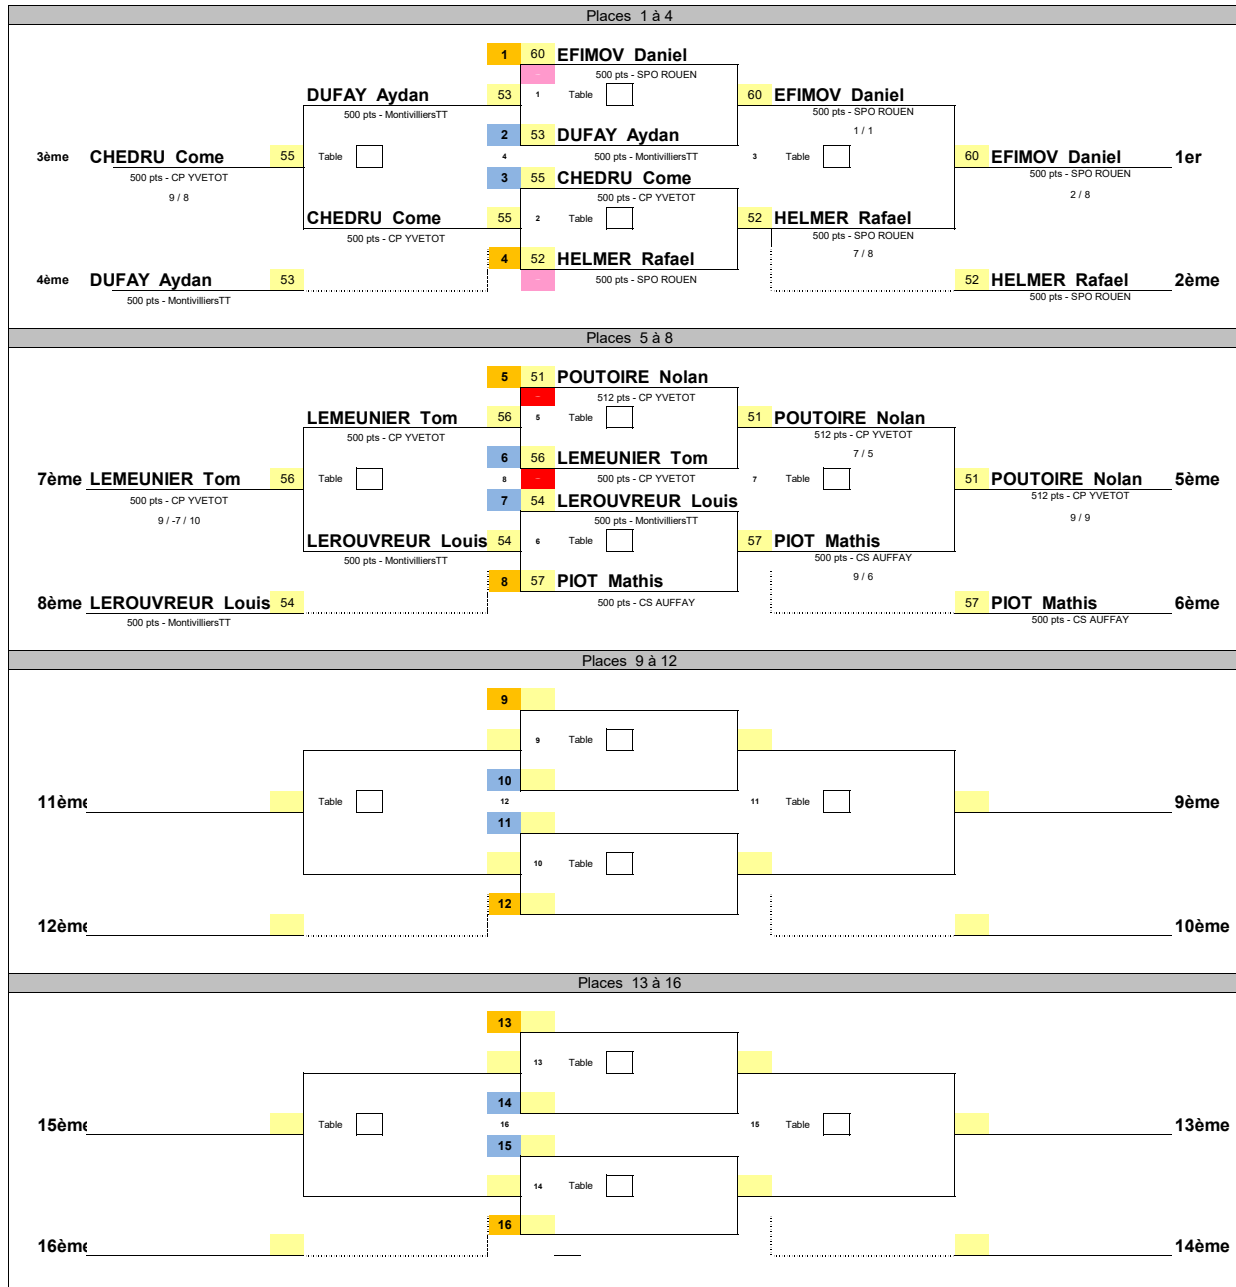 Places 1 à 4
1 60 EFIMOV Daniel
- 500 pts - SPO ROUEN
DUFAY Aydan 53 1 Table 60 EFIMOV Daniel
500 pts - MontivilliersTT 500 pts - SPO ROUEN
2 53 DUFAY Aydan 1 / 1
3ème CHEDRU Come 55 Table 4 500 pts - MontivilliersTT 3 Table 60 EFIMOV Daniel 1er
500 pts - CP YVETOT 3 55 CHEDRU Come 500 pts - SPO ROUEN
9 / 8 500 pts - CP YVETOT 2 / 8
CHEDRU Come 55 2 Table 52 HELMER Rafael
500 pts - CP YVETOT 500 pts - SPO ROUEN
4 52 HELMER Rafael 7 / 8
4ème DUFAY Aydan 53 - 500 pts - SPO ROUEN 52 HELMER Rafael 2ème
500 pts - MontivilliersTT 500 pts - SPO ROUEN
Places 5 à 8
5 51 POUTOIRE Nolan
- 512 pts - CP YVETOT
LEMEUNIER Tom 56 5 Table 51 POUTOIRE Nolan
500 pts - CP YVETOT 512 pts - CP YVETOT
6 56 LEMEUNIER Tom 7 / 5
7ème LEMEUNIER Tom 56 Table 8 - 500 pts - CP YVETOT 7 Table 51 POUTOIRE Nolan 5ème
500 pts - CP YVETOT 7 54 LEROUVREUR Louis 512 pts - CP YVETOT
9 / -7 / 10 500 pts - MontivilliersTT 9 / 9
LEROUVREUR Louis 54 6 Table 57 PIOT Mathis
500 pts - MontivilliersTT 500 pts - CS AUFFAY
8 57 PIOT Mathis 9 / 6
8ème LEROUVREUR Louis 54 500 pts - CS AUFFAY 57 PIOT Mathis 6ème
500 pts - MontivilliersTT 500 pts - CS AUFFAY
Places 9 à 12
9
9 Table
10
11ème Table 12 11 Table 9ème
11
10 Table
12
12ème 10ème
Places 13 à 16
13
13 Table
14
15ème Table 16 15 Table 13ème
15
14 Table
16
16ème 14ème